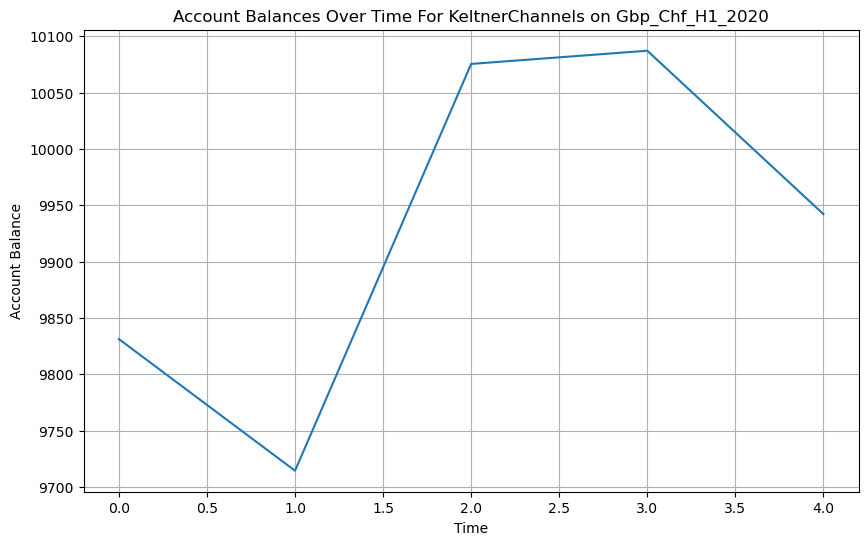 Account Balances Over Time For KeltnerChannels on Gbp_Chf_H1_2020
Account Balance
10100
10050
10000
9950
9900
9850
9800
9750
9700
0.0 0.5 1.0 1.5 2.0 2.5 3.0 3.5 4.0
Time